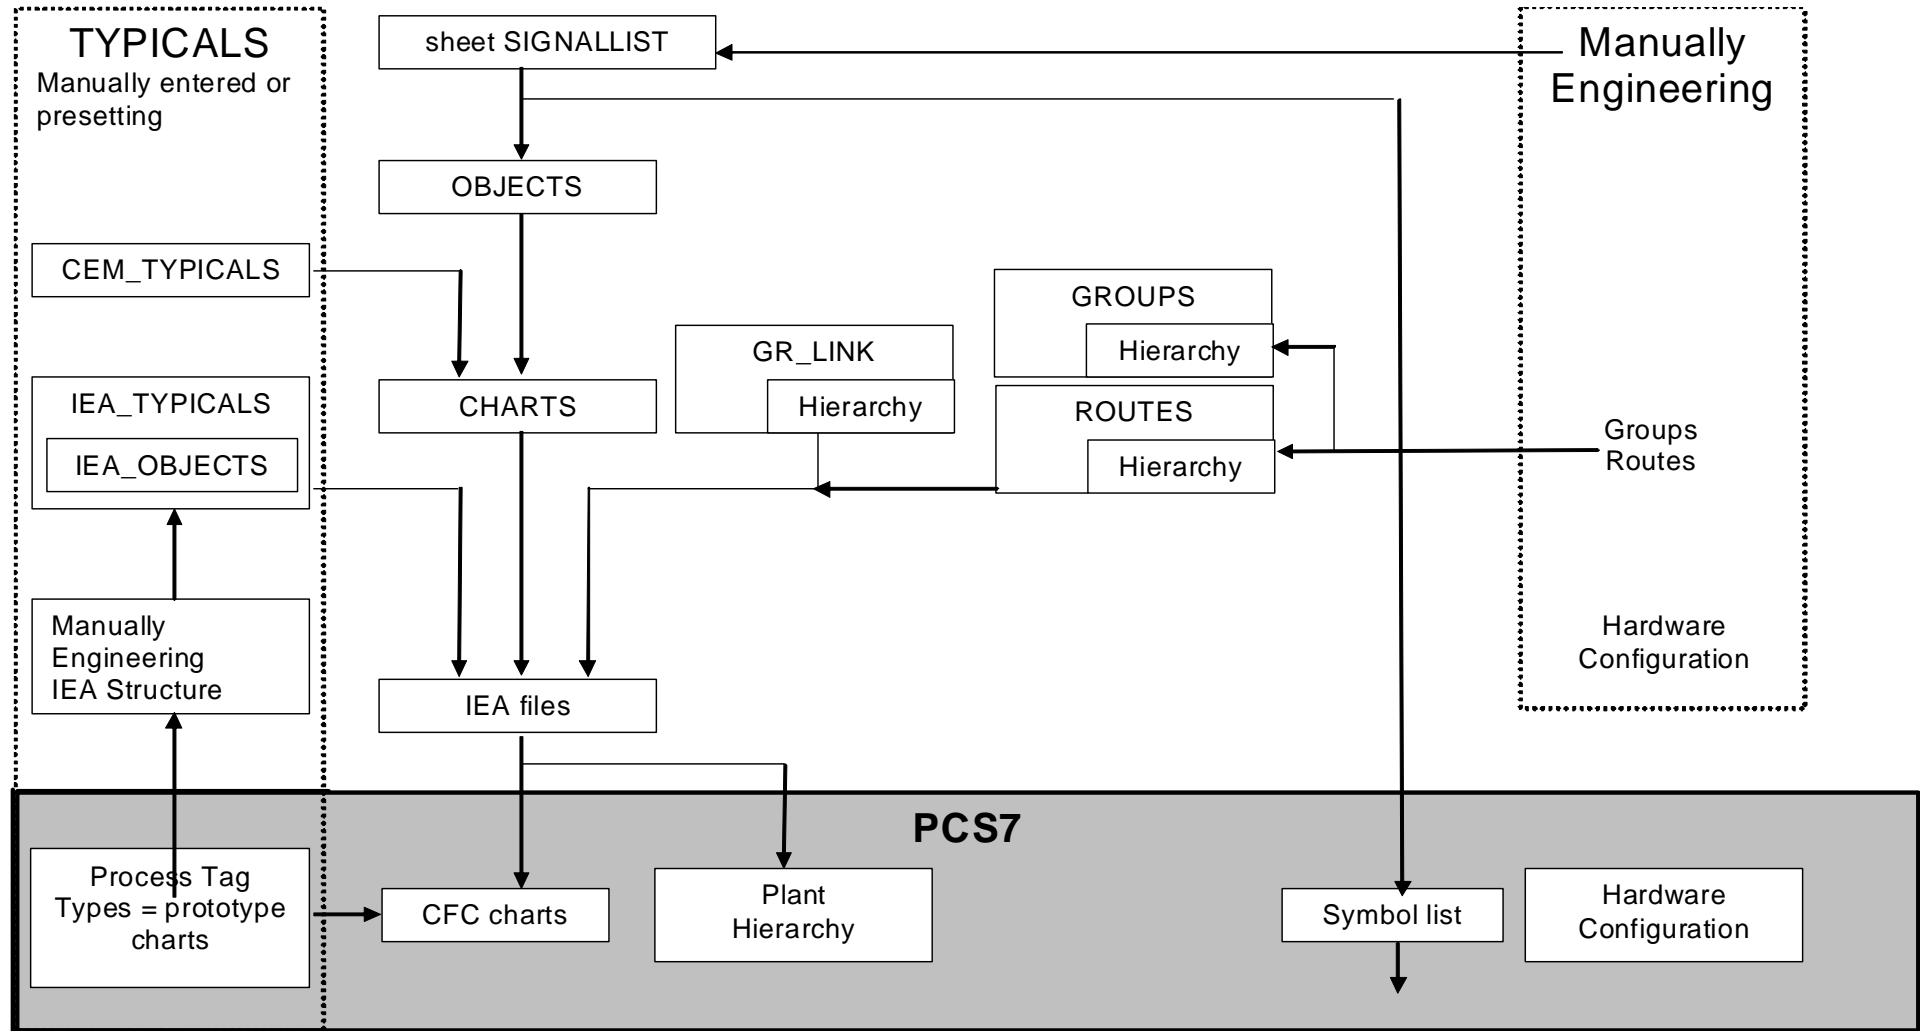 TYPICALS
Manually entered or
presetting
sheet SIGNALLIST
Manually
Engineering
OBJECTS
CEM_TYPICALS
GROUPS
Hierarchy
GR_LINK
Hierarchy
IEA_TYPICALS
IEA_OBJECTS
CHARTS
ROUTES
Hierarchy
Groups
Routes
Manually
Engineering
IEA Structure
Hardware
Configuration
IEA files
PCS7
Process Tag
Types = prototype
charts
CFC charts
Plant
Hierarchy
Symbol list
Hardware
Configuration